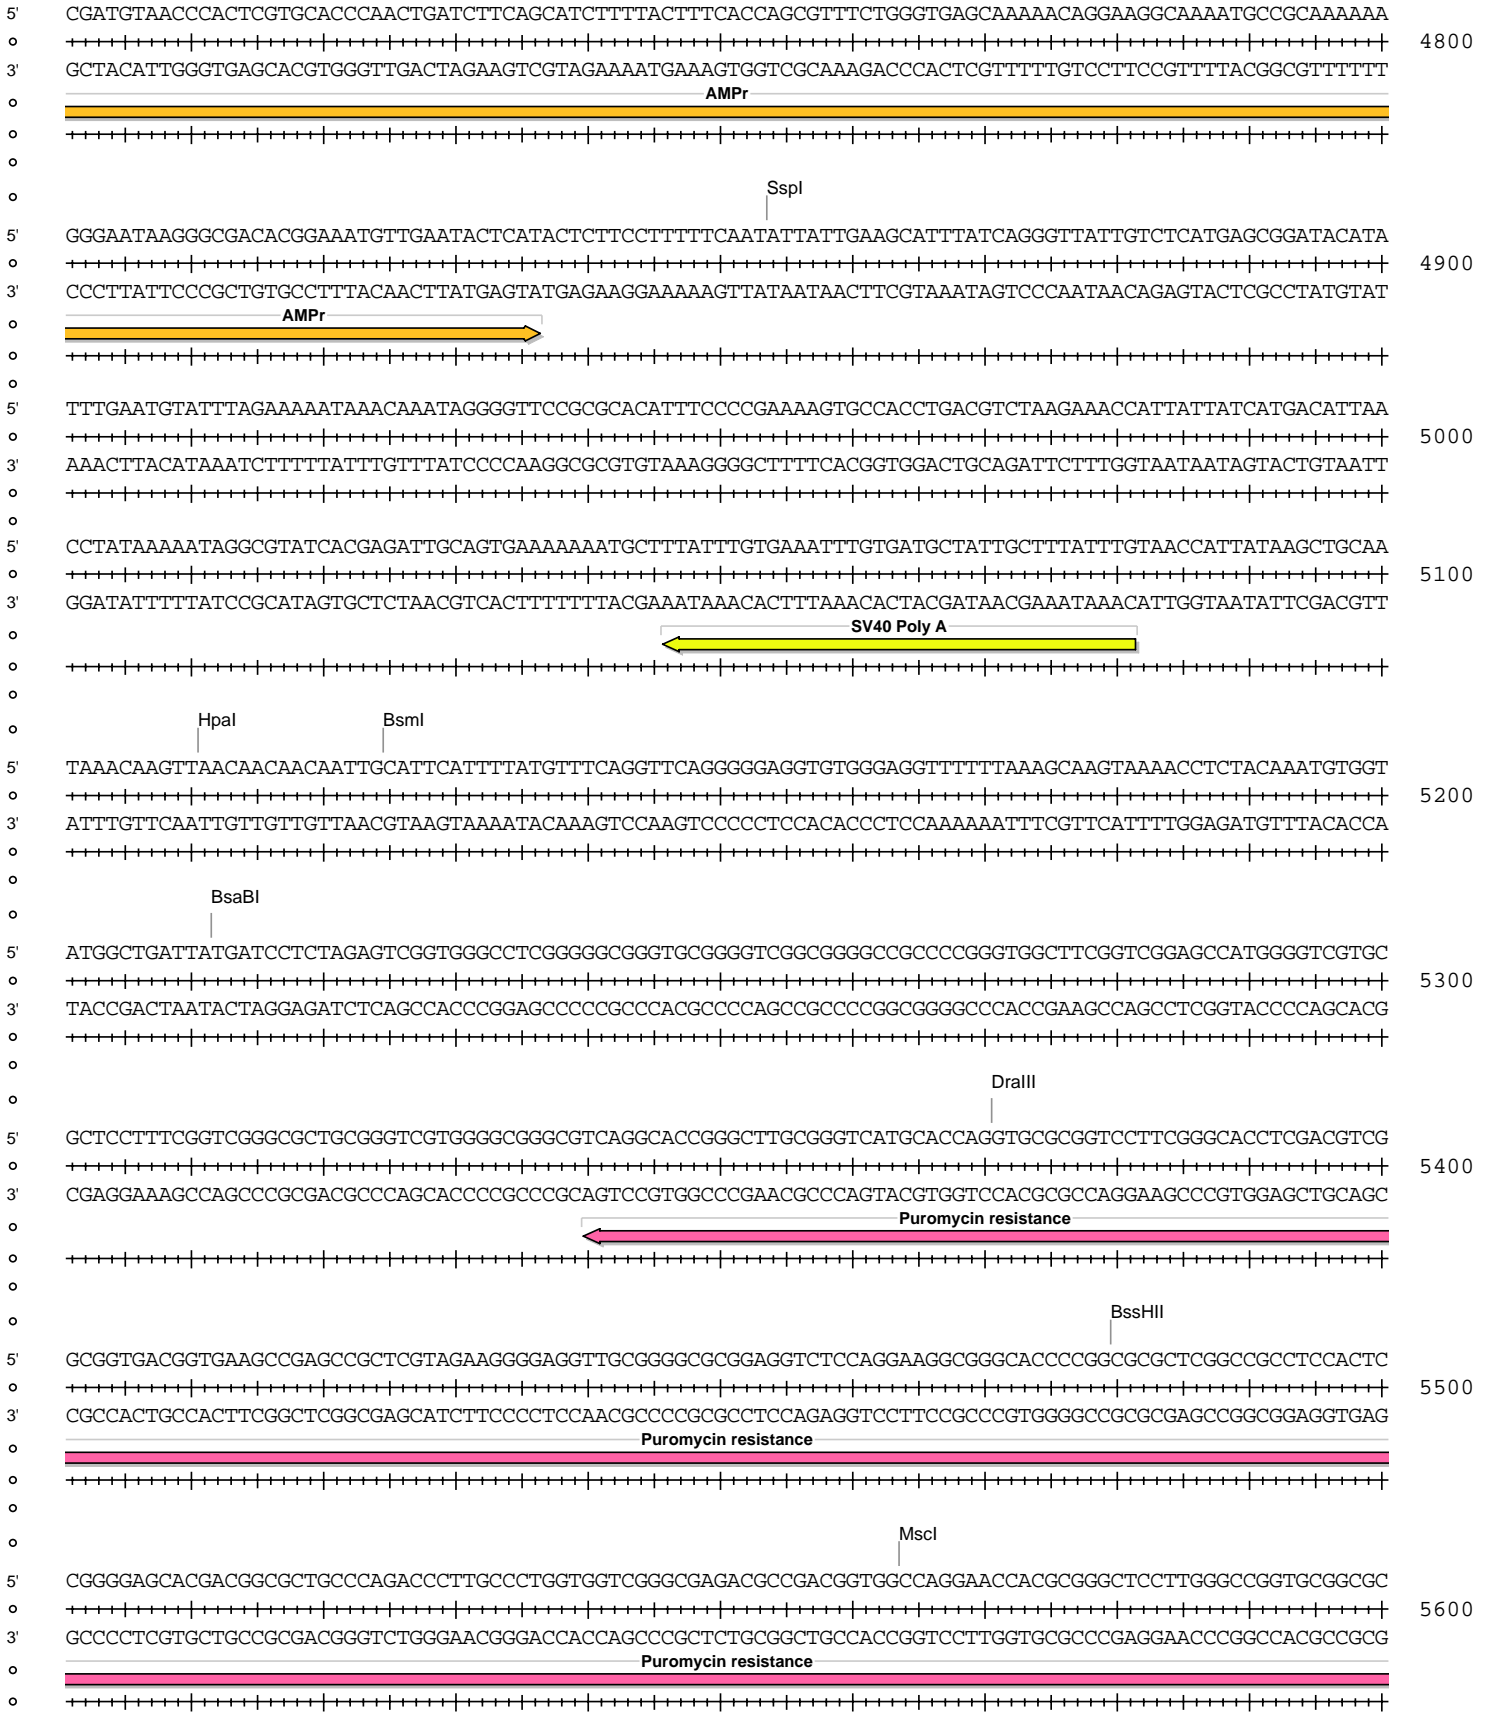 5' CGATGTAACCCACTCGTGCACCCAACTGATCTTCAGCATCTTTTACTTTCACCAGCGTTTCTGGGTGAGCAAAAACAGGAAGGCAAAATGCCGCAAAAAA
4800
3' GCTACATTGGGTGAGCACGTGGGTTGACTAGAAGTCGTAGAAAATGAAAGTGGTCGCAAAGACCCACTCGTTTTTGTCCTTCCGTTTTACGGCGTTTTTT
AMPr
SspI
5' GGGAATAAGGGCGACACGGAAATGTTGAATACTCATACTCTTCCTTTTTCAATATTATTGAAGCATTTATCAGGGTTATTGTCTCATGAGCGGATACATA
4900
3' CCCTTATTCCCGCTGTGCCTTTACAACTTATGAGTATGAGAAGGAAAAAGTTATAATAACTTCGTAAATAGTCCCAATAACAGAGTACTCGCCTATGTAT
AMPr
5' TTTGAATGTATTTAGAAAAATAAACAAATAGGGGTTCCGCGCACATTTCCCCGAAAAGTGCCACCTGACGTCTAAGAAACCATTATTATCATGACATTAA
5000
3' AAACTTACATAAATCTTTTTATTTGTTTATCCCCAAGGCGCGTGTAAAGGGGCTTTTCACGGTGGACTGCAGATTCTTTGGTAATAATAGTACTGTAATT
5' CCTATAAAAATAGGCGTATCACGAGATTGCAGTGAAAAAAATGCTTTATTTGTGAAATTTGTGATGCTATTGCTTTATTTGTAACCATTATAAGCTGCAA
5100
3' GGATATTTTTATCCGCATAGTGCTCTAACGTCACTTTTTTTACGAAATAAACACTTTAAACACTACGATAACGAAATAAACATTGGTAATATTCGACGTT
SV40 Poly A
HpaI BsmI
5' TAAACAAGTTAACAACAACAATTGCATTCATTTTATGTTTCAGGTTCAGGGGGAGGTGTGGGAGGTTTTTTAAAGCAAGTAAAACCTCTACAAATGTGGT
5200
3' ATTTGTTCAATTGTTGTTGTTAACGTAAGTAAAATACAAAGTCCAAGTCCCCCTCCACACCCTCCAAAAAATTTCGTTCATTTTGGAGATGTTTACACCA
BsaBI
5' ATGGCTGATTATGATCCTCTAGAGTCGGTGGGCCTCGGGGGCGGGTGCGGGGTCGGCGGGGCCGCCCCGGGTGGCTTCGGTCGGAGCCATGGGGTCGTGC
5300
3' TACCGACTAATACTAGGAGATCTCAGCCACCCGGAGCCCCCGCCCACGCCCCAGCCGCCCCGGCGGGGCCCACCGAAGCCAGCCTCGGTACCCCAGCACG
DraIII
5' GCTCCTTTCGGTCGGGCGCTGCGGGTCGTGGGGCGGGCGTCAGGCACCGGGCTTGCGGGTCATGCACCAGGTGCGCGGTCCTTCGGGCACCTCGACGTCG
5400
3' CGAGGAAAGCCAGCCCGCGACGCCCAGCACCCCGCCCGCAGTCCGTGGCCCGAACGCCCAGTACGTGGTCCACGCGCCAGGAAGCCCGTGGAGCTGCAGC
Puromycin resistance
BssHII
5' GCGGTGACGGTGAAGCCGAGCCGCTCGTAGAAGGGGAGGTTGCGGGGCGCGGAGGTCTCCAGGAAGGCGGGCACCCCGGCGCGCTCGGCCGCCTCCACTC
5500
3' CGCCACTGCCACTTCGGCTCGGCGAGCATCTTCCCCTCCAACGCCCCGCGCCTCCAGAGGTCCTTCCGCCCGTGGGGCCGCGCGAGCCGGCGGAGGTGAG
Puromycin resistance
MscI
5' CGGGGAGCACGACGGCGCTGCCCAGACCCTTGCCCTGGTGGTCGGGCGAGACGCCGACGGTGGCCAGGAACCACGCGGGCTCCTTGGGCCGGTGCGGCGC
5600
3' GCCCCTCGTGCTGCCGCGACGGGTCTGGGAACGGGACCACCAGCCCGCTCTGCGGCTGCCACCGGTCCTTGGTGCGCCCGAGGAACCCGGCCACGCCGCG
Puromycin resistance